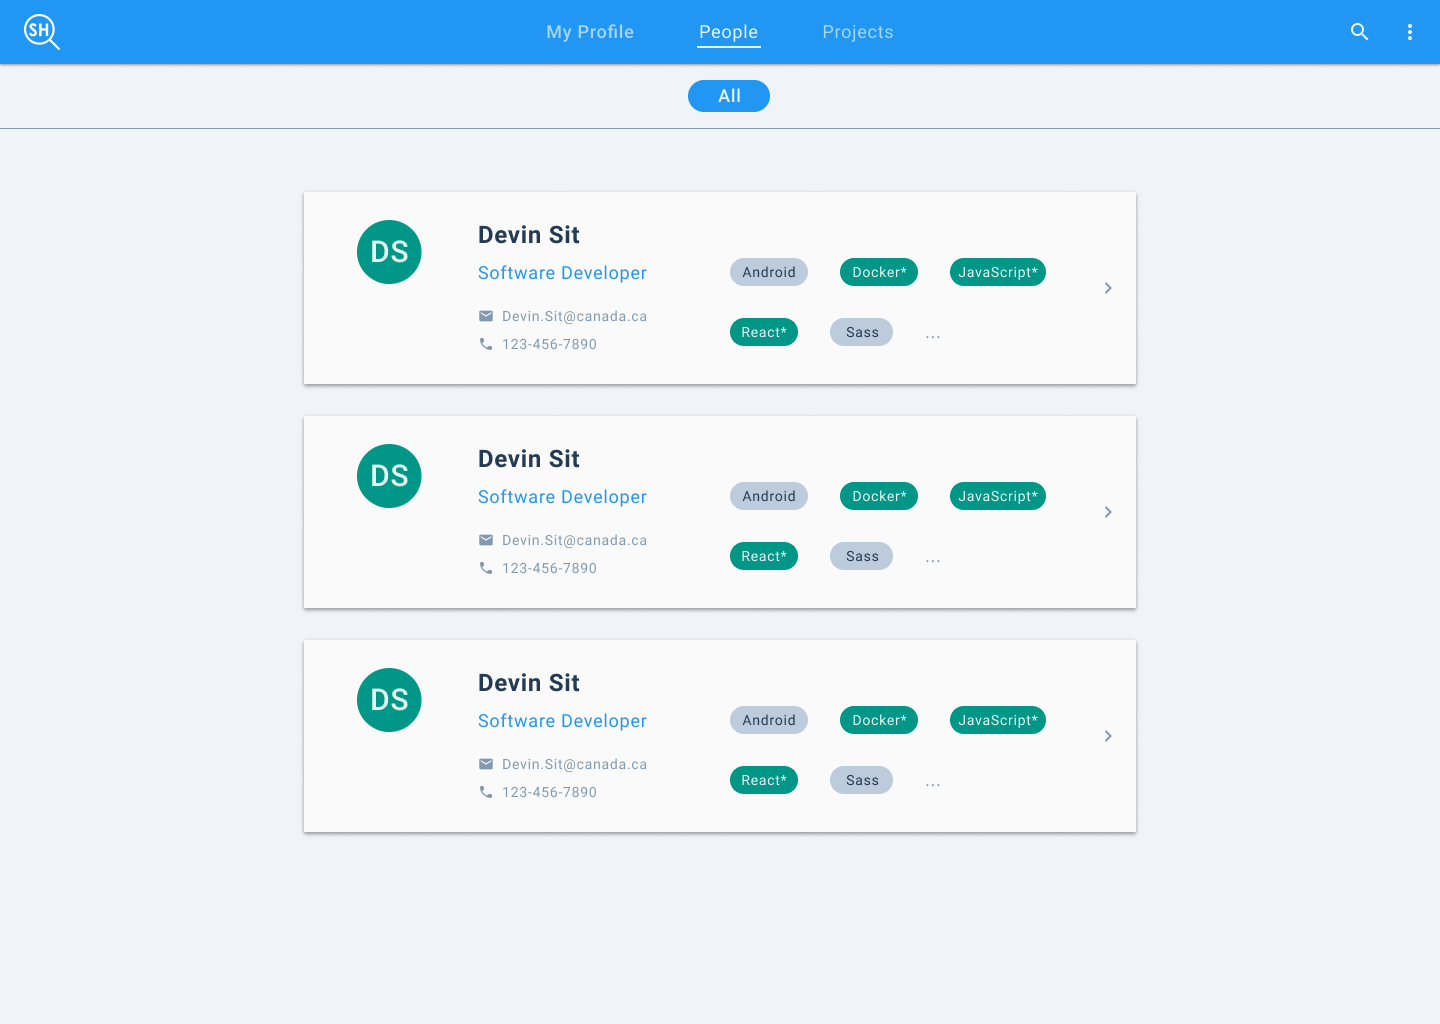 SH
My Profile People Projects
All
Devin Sit
Software Developer
Devin.Sit@canada.ca
123-456-7890
Android Docker* JavaScript*
React* Sass ...
DS
Devin Sit
Software Developer
Devin.Sit@canada.ca
123-456-7890
Android Docker* JavaScript*
React* Sass ...
DS
Devin Sit
Software Developer
Devin.Sit@canada.ca
123-456-7890
Android Docker* JavaScript*
React* Sass ...
DS